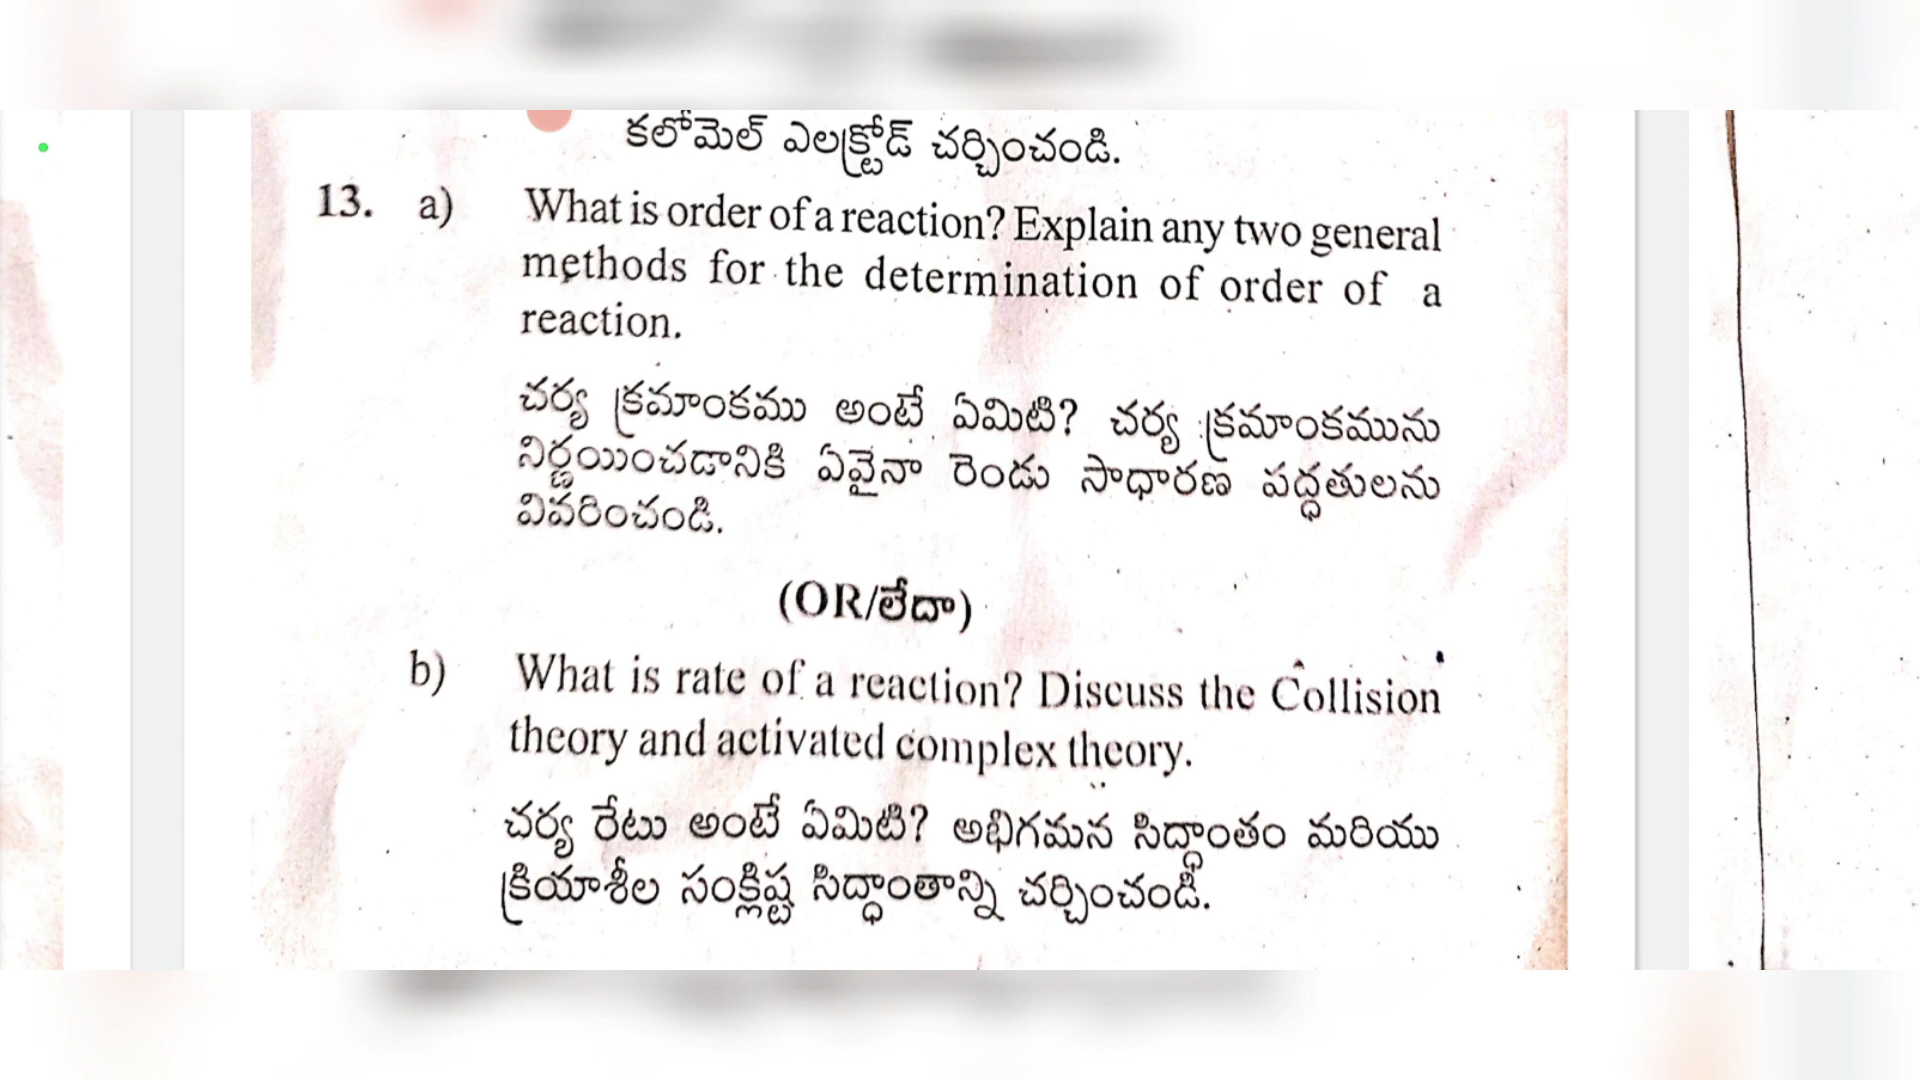 కలోమెల్ ఎలక్ట్రోడ్ చర్చించండి.
13. a) What is order of a reaction? Explain any two general
methods for the determination of order of a
reaction.
చర్య క్రమాంకము అంటే ఏమిటి? చర్య క్రమాంకమును
నిర్ణయించడానికి ఏవైనా రెండు సాధారణ పద్ధతులను
వివరించండి.
(OR/లేదా)
b) What is rate of a reaction? Discuss the Collision
theory and activated complex theory.
చర్య రేటు అంటే ఏమిటి? అభిగమన సిద్ధాంతం మరియు
క్రియాశీల సంక్లిష్ట సిద్ధాంతాన్ని చర్చించండి.